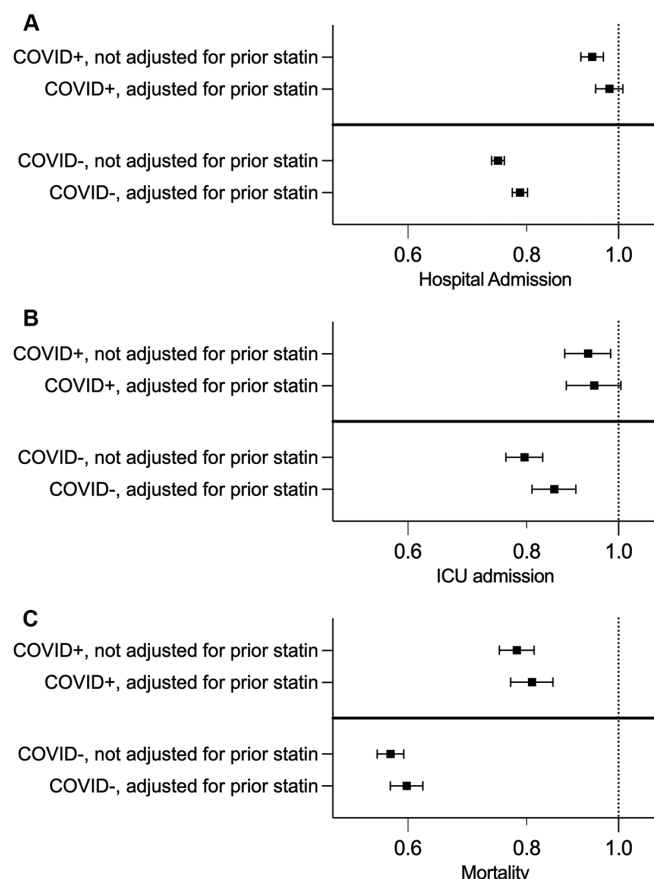 A
COVID+, not adjusted for prior statin
COVID+, adjusted for prior statin
COVID-, not adjusted for prior statin
COVID-, adjusted for prior statin
0.6 0.8 1.0
Hospital Admission
B
COVID+, not adjusted for prior statin
COVID+, adjusted for prior statin
COVID-, not adjusted for prior statin
COVID-, adjusted for prior statin
0.6 0.8 1.0
ICU admission
C
COVID+, not adjusted for prior statin
COVID+, adjusted for prior statin
COVID-, not adjusted for prior statin
COVID-, adjusted for prior statin
0.6 0.8 1.0
Mortality